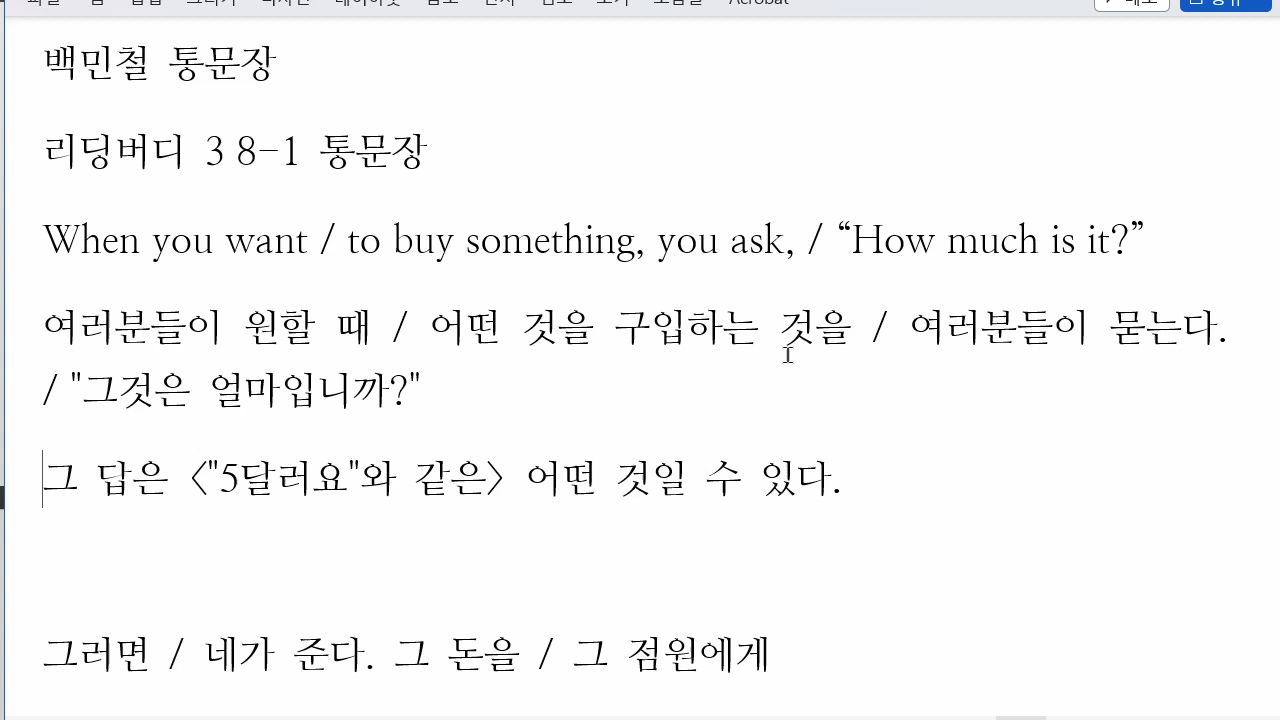 Acrobat
백민철 통문장
리딩버디 3 8-1 통문장
When you want / to buy something, you ask, / “How much is it?”
여러분들이 원할 때 / 어떤 것을 구입하는 것을 / 여러분들이 묻는다.
/ "그것은 얼마입니까?"
그 답은 〈"5달러요"와 같은〉 어떤 것일 수 있다.
그러면 / 네가 준다. 그 돈을 / 그 점원에게